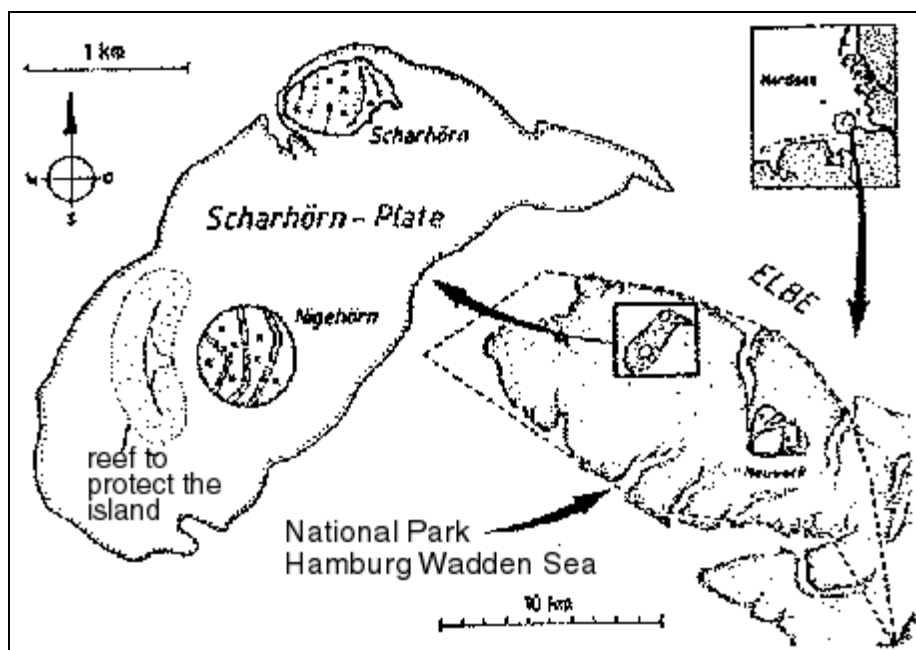 1 km
Nordsee
Scharhörn
W
O
S
Scharhörn - Plate
ELBE
Nigehörn
Neuwerk
reef to
protect the
island
National Park
Hamburg Wadden Sea
10 km